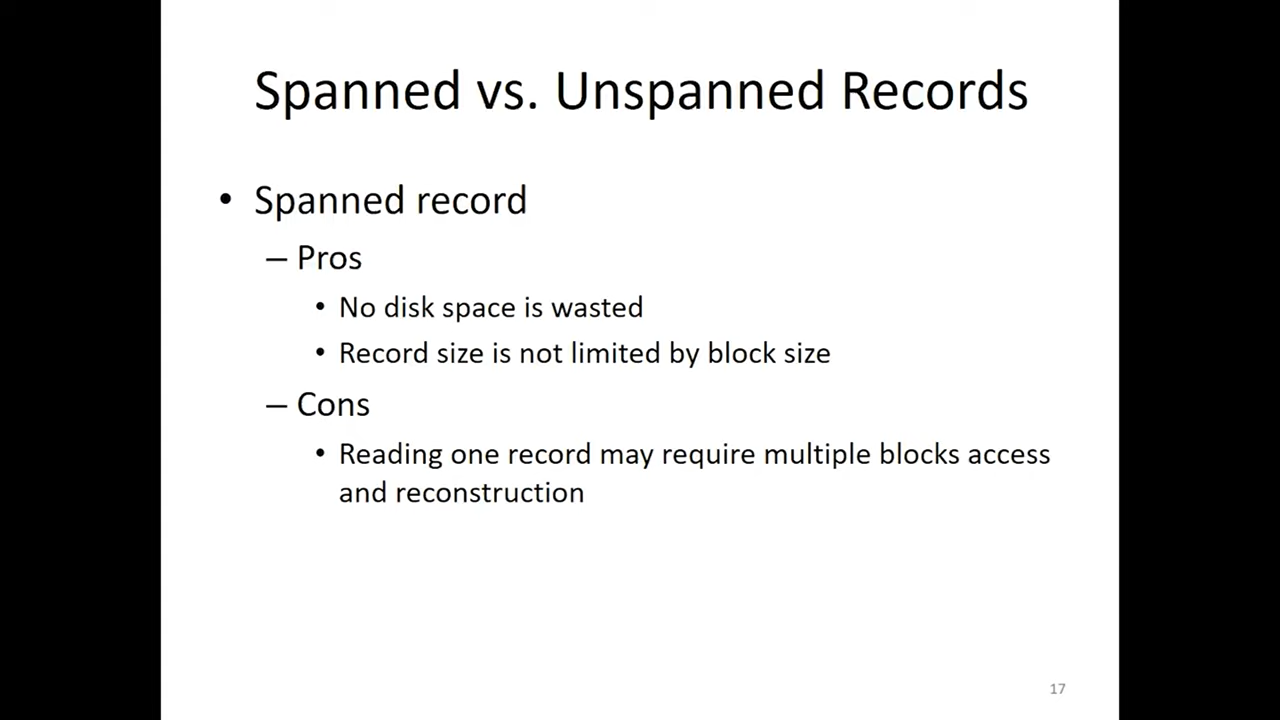 Spanned vs. Unspanned Records
• Spanned record
– Pros
• No disk space is wasted
• Record size is not limited by block size
– Cons
• Reading one record may require multiple blocks access
and reconstruction
17